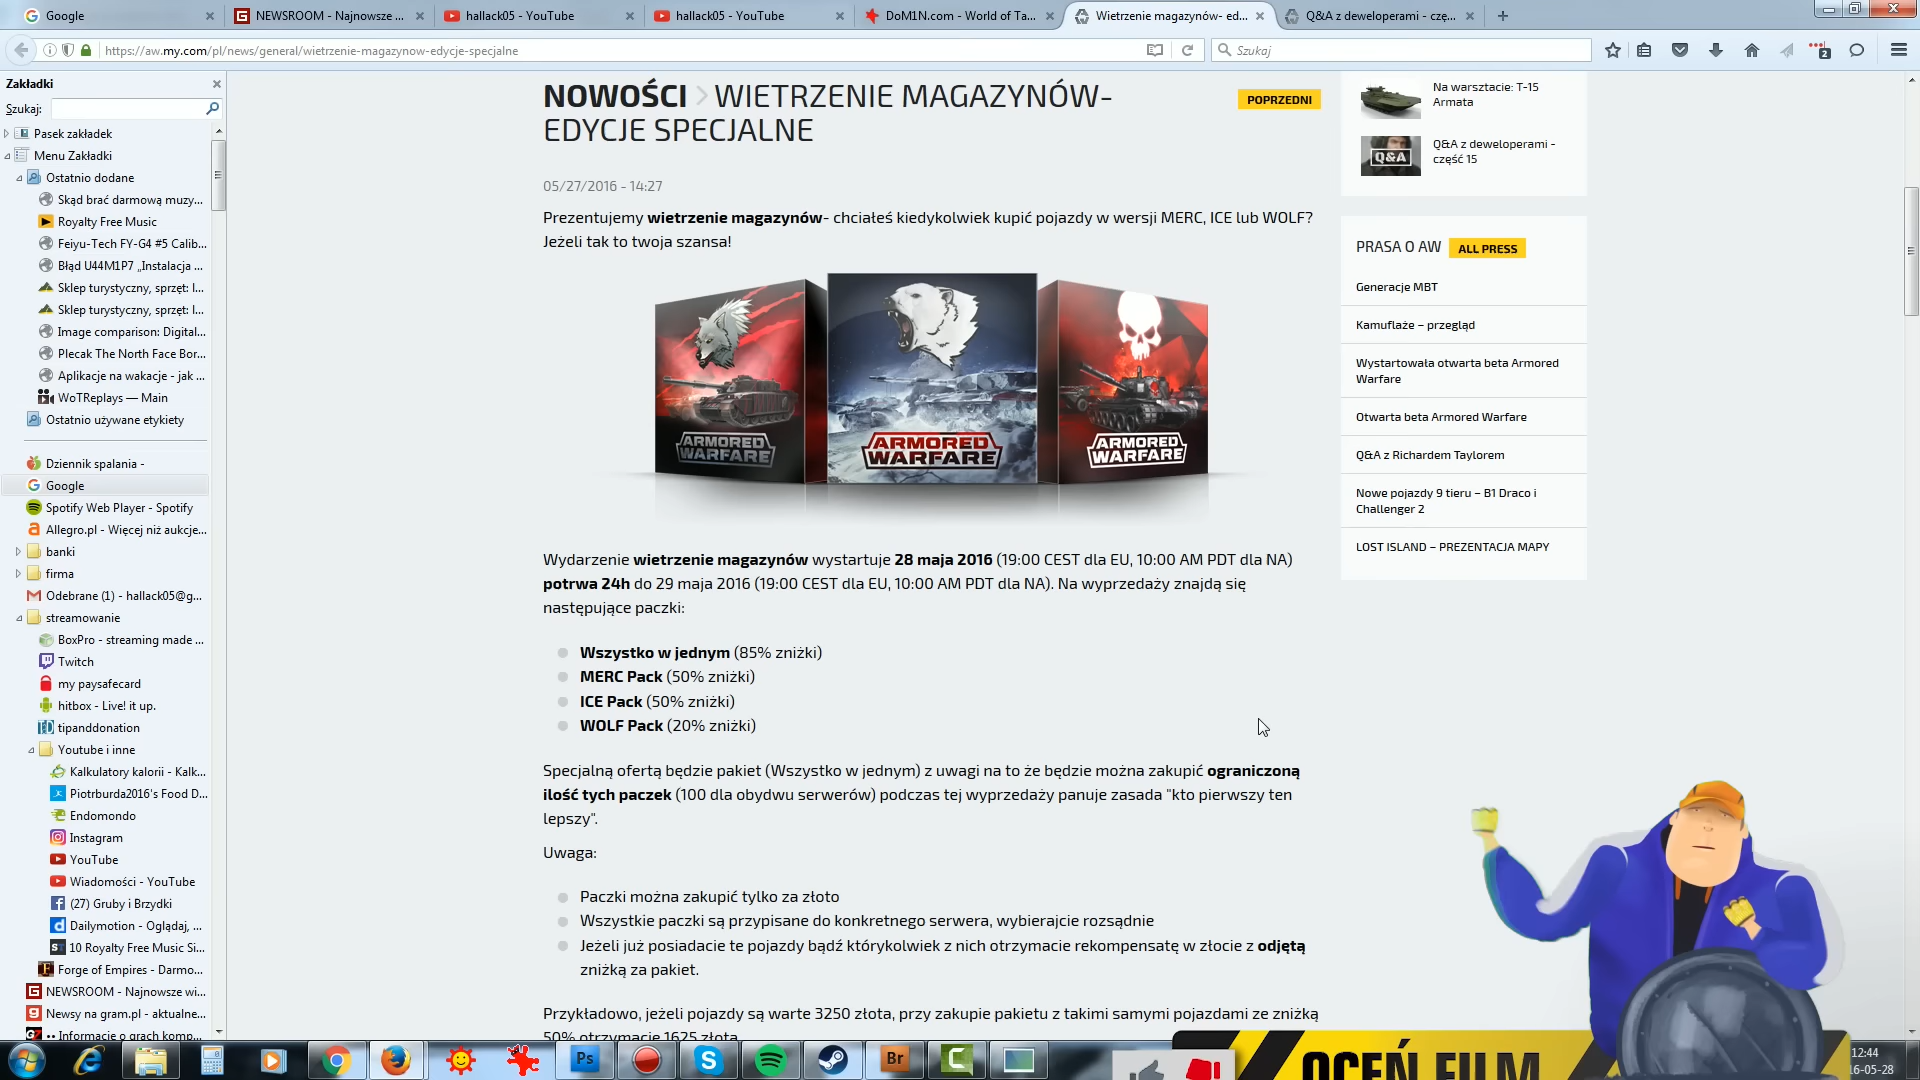 Google
NEWSROOM - Najnowsze ...
hallack05 - YouTube
hallack05 - YouTube
DoM1N.com - World of Ta...
Wietrzenie magazynów- ed...
Q&A z deweloperami - czę...
https://aw.my.com/pl/news/general/wietrzenie-magazynow-edycje-specjalne
Szukaj
2
Zakładki
Szukaj:
Pasek zakładek
Menu Zakładki
Ostatnio dodane
Skąd brać darmową muzy...
Royalty Free Music
Feiyu-Tech FY-G4 #5 Calib...
Błąd U44M1P7 „Instalacja ...
Sklep turystyczny, sprzęt: l...
Sklep turystyczny, sprzęt: l...
Image comparison: Digital...
Plecak The North Face Bor...
Aplikacje na wakacje - jak ...
WoTReplays — Main
Ostatnio używane etykiety
Dziennik spalania -
Google
Spotify Web Player - Spotify
Allegro.pl - Więcej niż aukcje...
banki
firma
Odebrane (1) - hallack05@g...
streamowanie
BoxPro - streaming made ...
Twitch
my paysafecard
hitbox - Live! it up.
tipanddonation
Youtube i inne
Kalkulatory kalorii - Kalk...
Piotrburda2016's Food D...
Endomondo
Instagram
YouTube
Wiadomości - YouTube
(27) Gruby i Brzydki
Dailymotion - Oglądaj, ...
10 Royalty Free Music Si...
Forge of Empires - Darmo...
NEWSROOM - Najnowsze wi...
Newsy na gram.pl - aktualne...
•• Informacje o grach komp...
NOWOŚCI > WIETRZENIE MAGAZYNÓW-
EDYCJE SPECJALNE
POPRZEDNI
05/27/2016 - 14:27
Prezentujemy wietrzenie magazynów- chciałeś kiedykolwiek kupić pojazdy w wersji MERC, ICE lub WOLF?
Jeżeli tak to twoja szansa!
ARMORED
WARFARE
ARMORED
WARFARE
ARMORED
WARFARE
Wydarzenie wietrzenie magazynów wystartuje 28 maja 2016 (19:00 CEST dla EU, 10:00 AM PDT dla NA)
potrwa 24h do 29 maja 2016 (19:00 CEST dla EU, 10:00 AM PDT dla NA). Na wyprzedaży znajdą się
następujące paczki:
Wszystko w jednym (85% zniżki)
MERC Pack (50% zniżki)
ICE Pack (50% zniżki)
WOLF Pack (20% zniżki)
Specjalną ofertą będzie pakiet (Wszystko w jednym) z uwagi na to że będzie można zakupić ograniczoną
ilość tych paczek (100 dla obydwu serwerów) podczas tej wyprzedaży panuje zasada "kto pierwszy ten
lepszy".
Uwaga:
Paczki można zakupić tylko za złoto
Wszystkie paczki są przypisane do konkretnego serwera, wybierajcie rozsądnie
Jeżeli już posiadacie te pojazdy bądź którykolwiek z nich otrzymacie rekompensatę w złocie z odjętą
zniżką za pakiet.
Przykładowo, jeżeli pojazdy są warte 3250 złota, przy zakupie pakietu z takimi samymi pojazdami ze zniżką
50% otrzymacie 1625 złota
Na warsztacie: T-15
Armata
Q&A
Q&A z deweloperami -
część 15
PRASA O AW
ALL PRESS
Generacje MBT
Kamuflaże – przegląd
Wystartowała otwarta beta Armored
Warfare
Otwarta beta Armored Warfare
Q&A z Richardem Taylorem
Nowe pojazdy 9 tieru – B1 Draco i
Challenger 2
LOST ISLAND – PREZENTACJA MAPY
OCEŃ FILM
Ps
Br
12:44
16-05-28